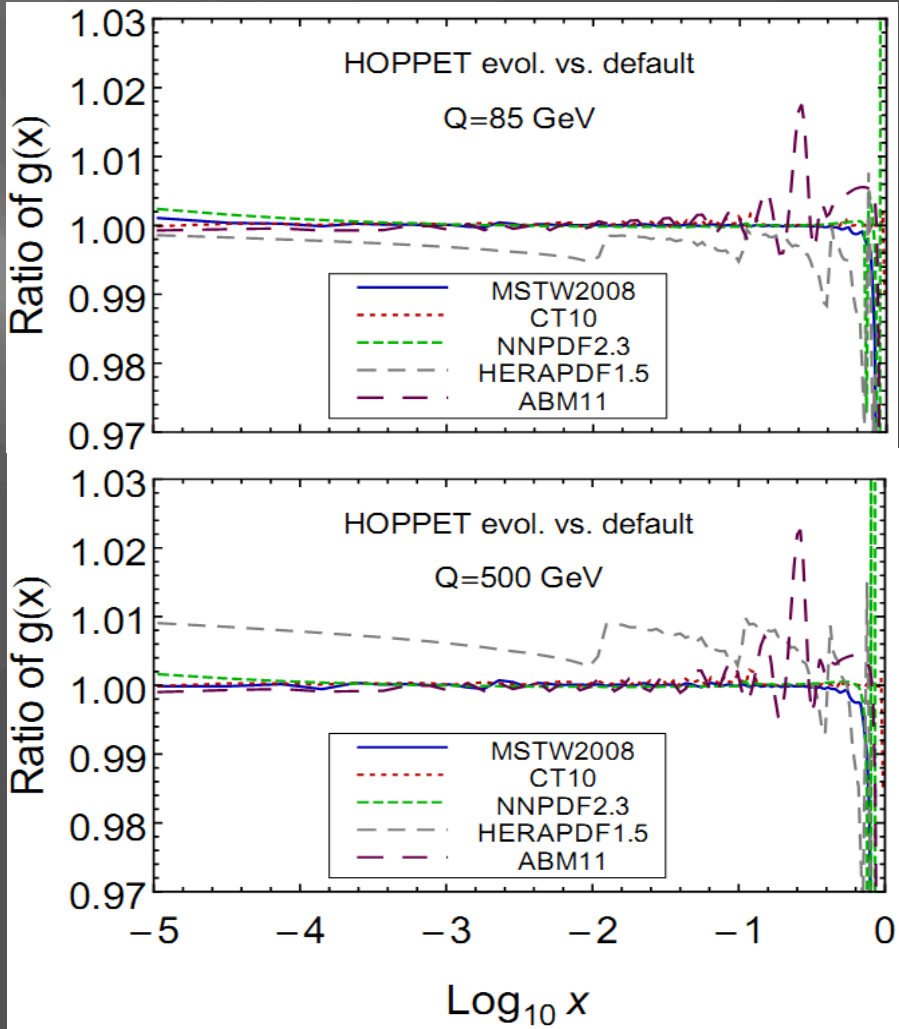 1.03
1.02
1.01
1.00
0.99
0.98
0.97
Ratio of g(x)
HOPPET evol. vs. default
Q=85 GeV
MSTW2008
CT10
NNPDF2.3
HERAPDF1.5
ABM11
1.03
1.02
1.01
1.00
0.99
0.98
0.97
Ratio of g(x)
HOPPET evol. vs. default
Q=500 GeV
MSTW2008
CT10
NNPDF2.3
HERAPDF1.5
ABM11
−5 −4 −3 −2 −1 0
Log₁₀ x